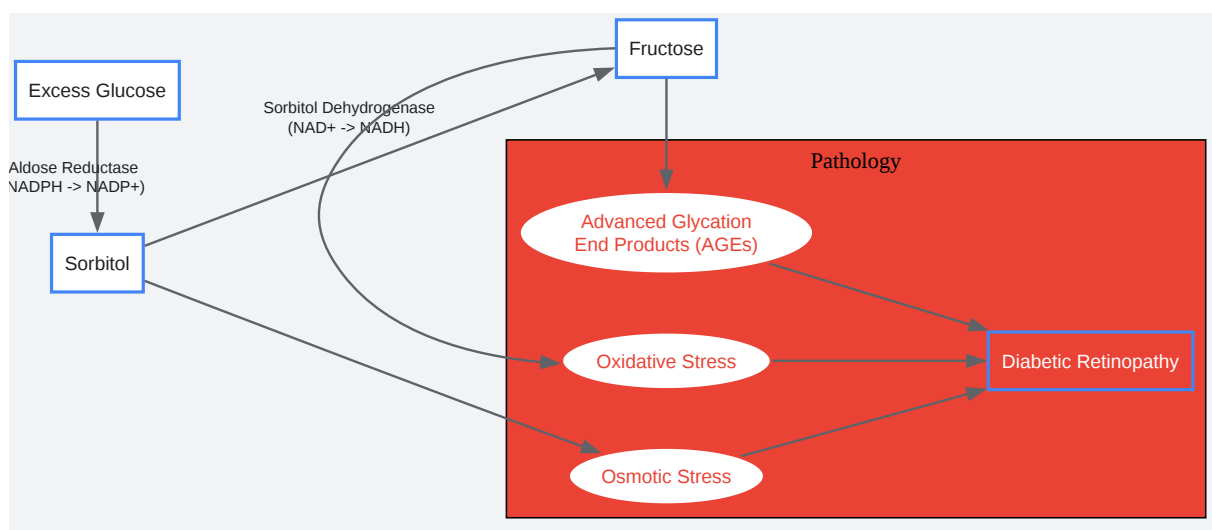 Fructose
Excess Glucose
Sorbitol Dehydrogenase
(NAD+ -> NADH)
Pathology
Aldose Reductase
NADPH -> NADP+)
Advanced Glycation
End Products (AGEs)
Sorbitol
Oxidative Stress
Diabetic Retinopathy
Osmotic Stress